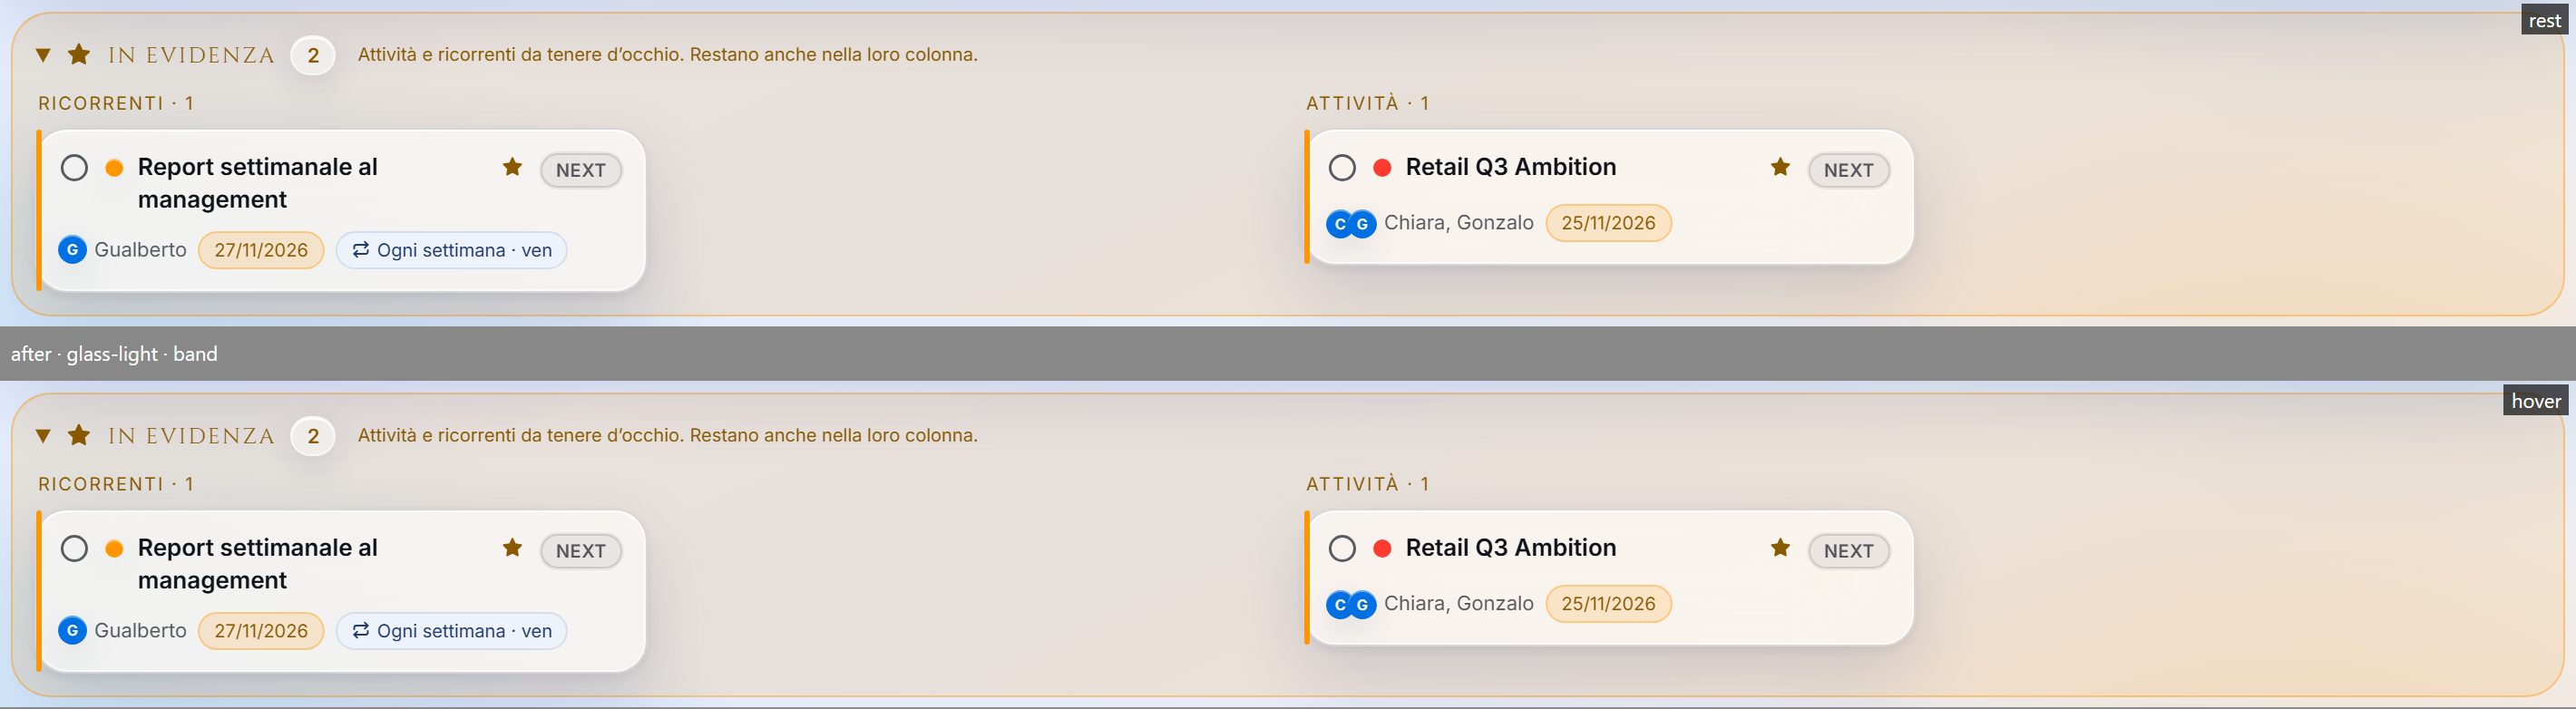 rest
▼ ★ IN EVIDENZA 2 Attività e ricorrenti da tenere d’occhio. Restano anche nella loro colonna.
RICORRENTI · 1
Report settimanale al
management
★ NEXT
G Gualberto 27/11/2026 Ogni settimana · ven
ATTIVITÀ · 1
Retail Q3 Ambition ★ NEXT
C G Chiara, Gonzalo 25/11/2026
after · glass-light · band
hover
▼ ★ IN EVIDENZA 2 Attività e ricorrenti da tenere d’occhio. Restano anche nella loro colonna.
RICORRENTI · 1
Report settimanale al
management
★ NEXT
G Gualberto 27/11/2026 Ogni settimana · ven
ATTIVITÀ · 1
Retail Q3 Ambition ★ NEXT
C G Chiara, Gonzalo 25/11/2026